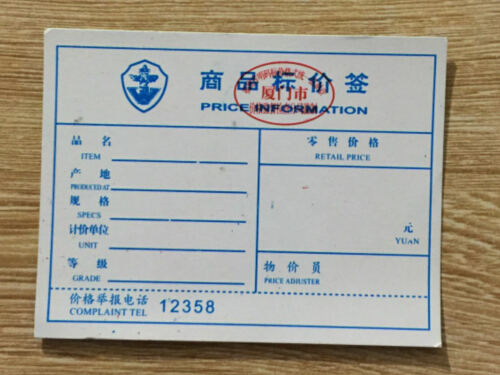 商品标价签
厦门市
PRICE INFORMATION
品名
ITEM
产地
PRODUCED AT
规格
SPECS
计价单位
UNIT
等级
GRADE
零售价格
RETAIL PRICE
元
YUAN
物价员
PRICE ADJUSTER
价格举报电话
COMPLAINT TEL 12358